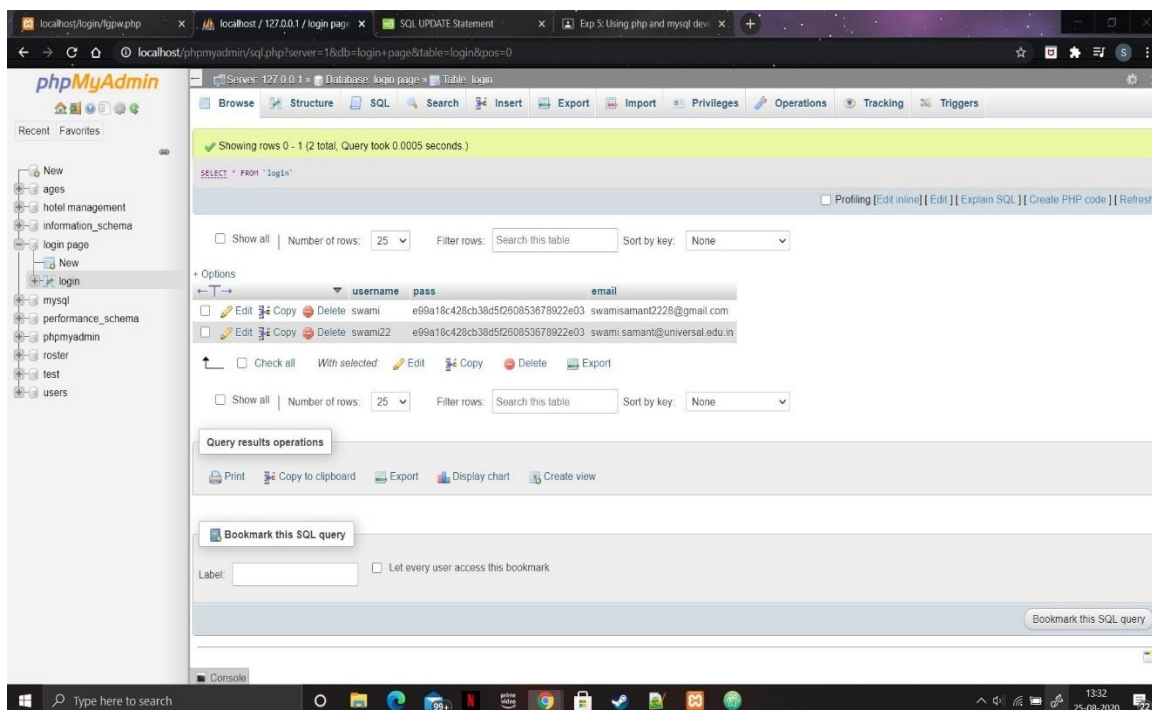 localhost/login/fgpw.php
localhost / 127.0.0.1 / login page
SQL UPDATE Statement
Exp 5: Using php and mysql dev
localhost/phpmyadmin/sql.php?server=1&db=login+page&table=login&pos=0
S
phpMyAdmin
Recent Favorites
New
ages
hotel management
information_schema
login page
New
login
mysql
performance_schema
phpmyadmin
roster
test
users
Server: 127.0.0.1 » Database: login page » Table: login
Browse Structure SQL Search Insert Export Import Privileges Operations Tracking Triggers
Showing rows 0 - 1 (2 total, Query took 0.0005 seconds.)
SELECT * FROM `login`
Profiling [Edit inline] [ Edit ] [ Explain SQL ] [ Create PHP code ] [ Refresh
Show all | Number of rows: 25 Filter rows: Search this table Sort by key: None
+ Options
username pass email
Edit Copy Delete swami e99a18c428cb38d5f260853678922e03 swamisamant2228@gmail.com
Edit Copy Delete swami22 e99a18c428cb38d5f260853678922e03 swami.samant@universal.edu.in
Check all With selected: Edit Copy Delete Export
Show all | Number of rows: 25 Filter rows: Search this table Sort by key: None
Query results operations
Print Copy to clipboard Export Display chart Create view
Bookmark this SQL query
Label: Let every user access this bookmark
Bookmark this SQL query
Console
Type here to search
99+
N
prime video
13:32
25-08-2020
22